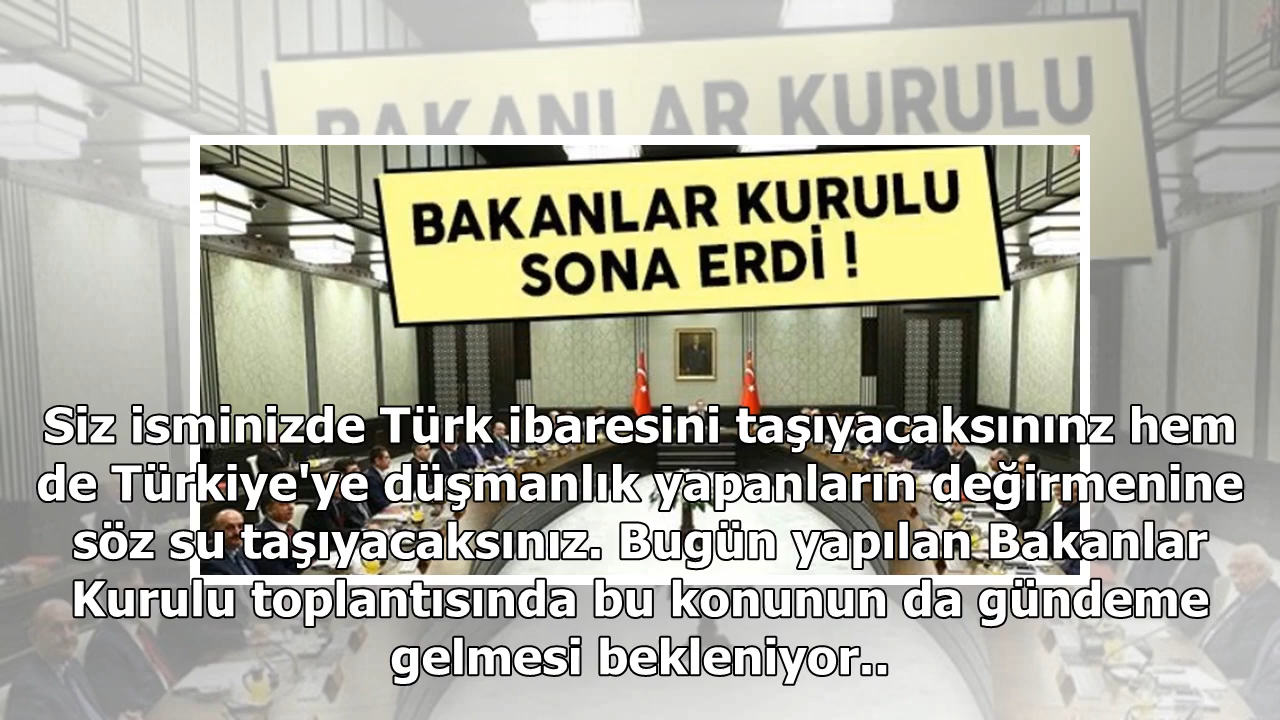 BAKANLAR KURULU
BAKANLAR KURULU
SONA ERDİ !
Siz isminizde Türk ibaresini taşıyacaksınınz hem
de Türkiye'ye düşmanlık yapanların değirmenine
söz su taşıyacaksınız. Bugün yapılan Bakanlar
Kurulu toplantısında bu konunun da gündeme
gelmesi bekleniyor..